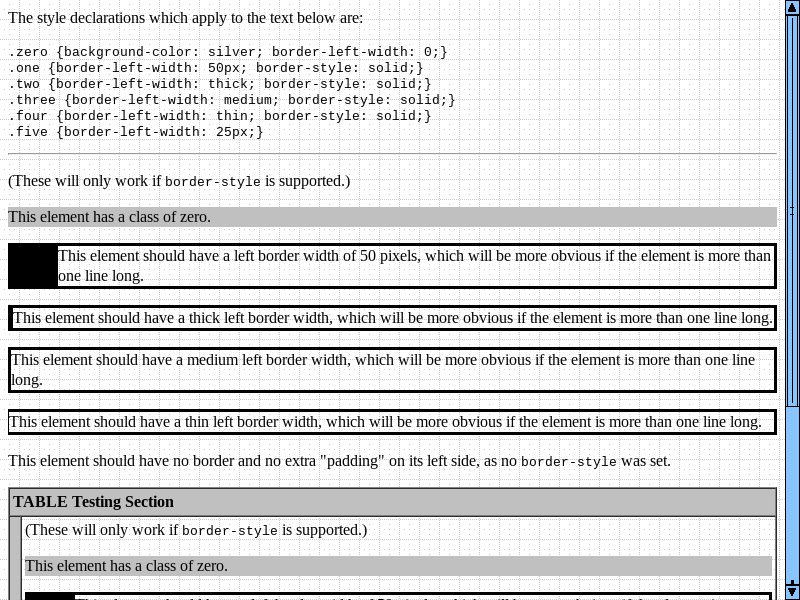 The style declarations which apply to the text below are:
.zero {background-color: silver; border-left-width: 0;}
.one {border-left-width: 50px; border-style: solid;}
.two {border-left-width: thick; border-style: solid;}
.three {border-left-width: medium; border-style: solid;}
.four {border-left-width: thin; border-style: solid;}
.five {border-left-width: 25px;}
(These will only work if border-style is supported.)
This element has a class of zero.
This element should have a left border width of 50 pixels, which will be more obvious if the element is more than
one line long.
This element should have a thick left border width, which will be more obvious if the element is more than one line long.
This element should have a medium left border width, which will be more obvious if the element is more than one line
long.
This element should have a thin left border width, which will be more obvious if the element is more than one line long.
This element should have no border and no extra "padding" on its left side, as no border-style was set.
TABLE Testing Section
(These will only work if border-style is supported.)
This element has a class of zero.